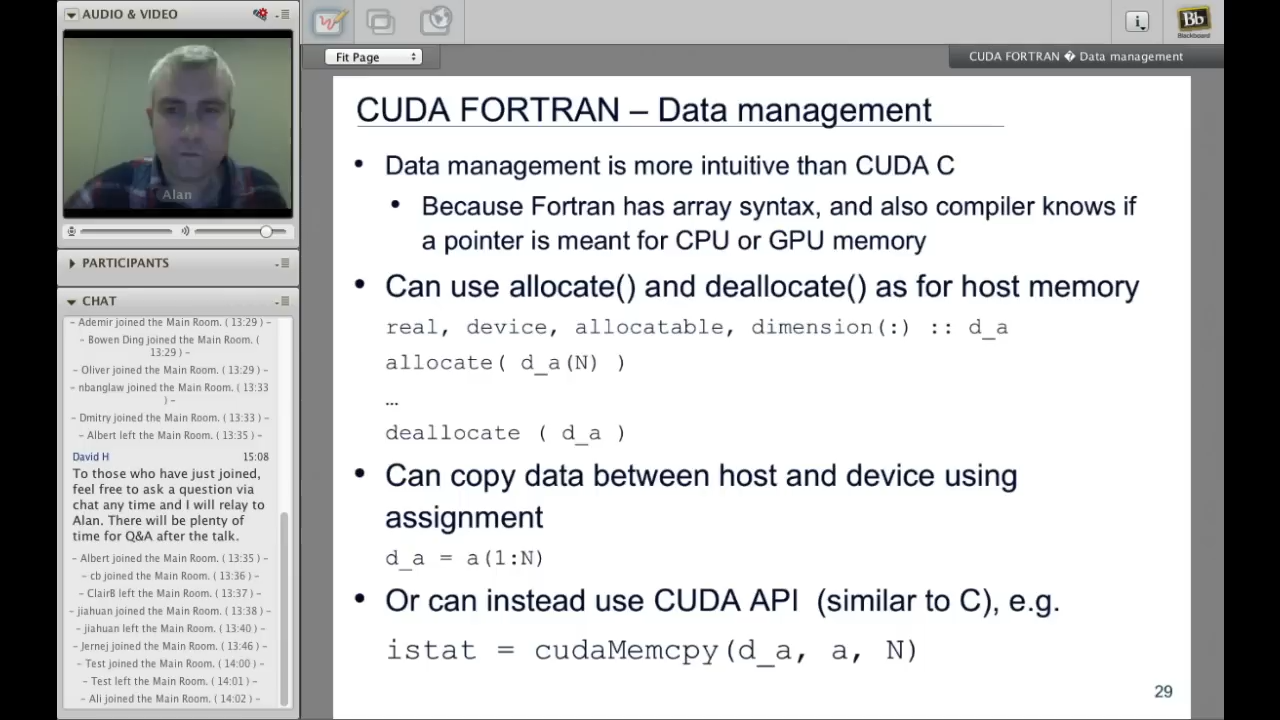 AUDIO & VIDEO
Alan
PARTICIPANTS
CHAT
- Ademir joined the Main Room. ( 13:29 ) -
- Bowen Ding joined the Main Room. (
13:29 ) -
- Oliver joined the Main Room. ( 13:29 ) -
- nbanglaw joined the Main Room. ( 13:33
) -
- Dmitry joined the Main Room. ( 13:33 ) -
- Albert left the Main Room. ( 13:35 ) -
David H 15:08
To those who have just joined,
feel free to ask a question via
chat any time and I will relay to
Alan. There will be plenty of
time for Q&A after the talk.
- Albert joined the Main Room. ( 13:35 ) -
- cb joined the Main Room. ( 13:36 ) -
- ClairB left the Main Room. ( 13:37 ) -
- jiahuan joined the Main Room. ( 13:38 ) -
- jiahuan left the Main Room. ( 13:40 ) -
- Jernej joined the Main Room. ( 13:46 ) -
- Test joined the Main Room. ( 14:00 ) -
- Test left the Main Room. ( 14:01 ) -
- Ali joined the Main Room. ( 14:02 ) -
i
Bb
Blackboard
Fit Page
CUDA FORTRAN � Data management
CUDA FORTRAN – Data management
• Data management is more intuitive than CUDA C
• Because Fortran has array syntax, and also compiler knows if
a pointer is meant for CPU or GPU memory
• Can use allocate() and deallocate() as for host memory
real, device, allocatable, dimension(:) :: d_a
allocate( d_a(N) )
…
deallocate ( d_a )
• Can copy data between host and device using
assignment
d_a = a(1:N)
• Or can instead use CUDA API (similar to C), e.g.
istat = cudaMemcpy(d_a, a, N)
29